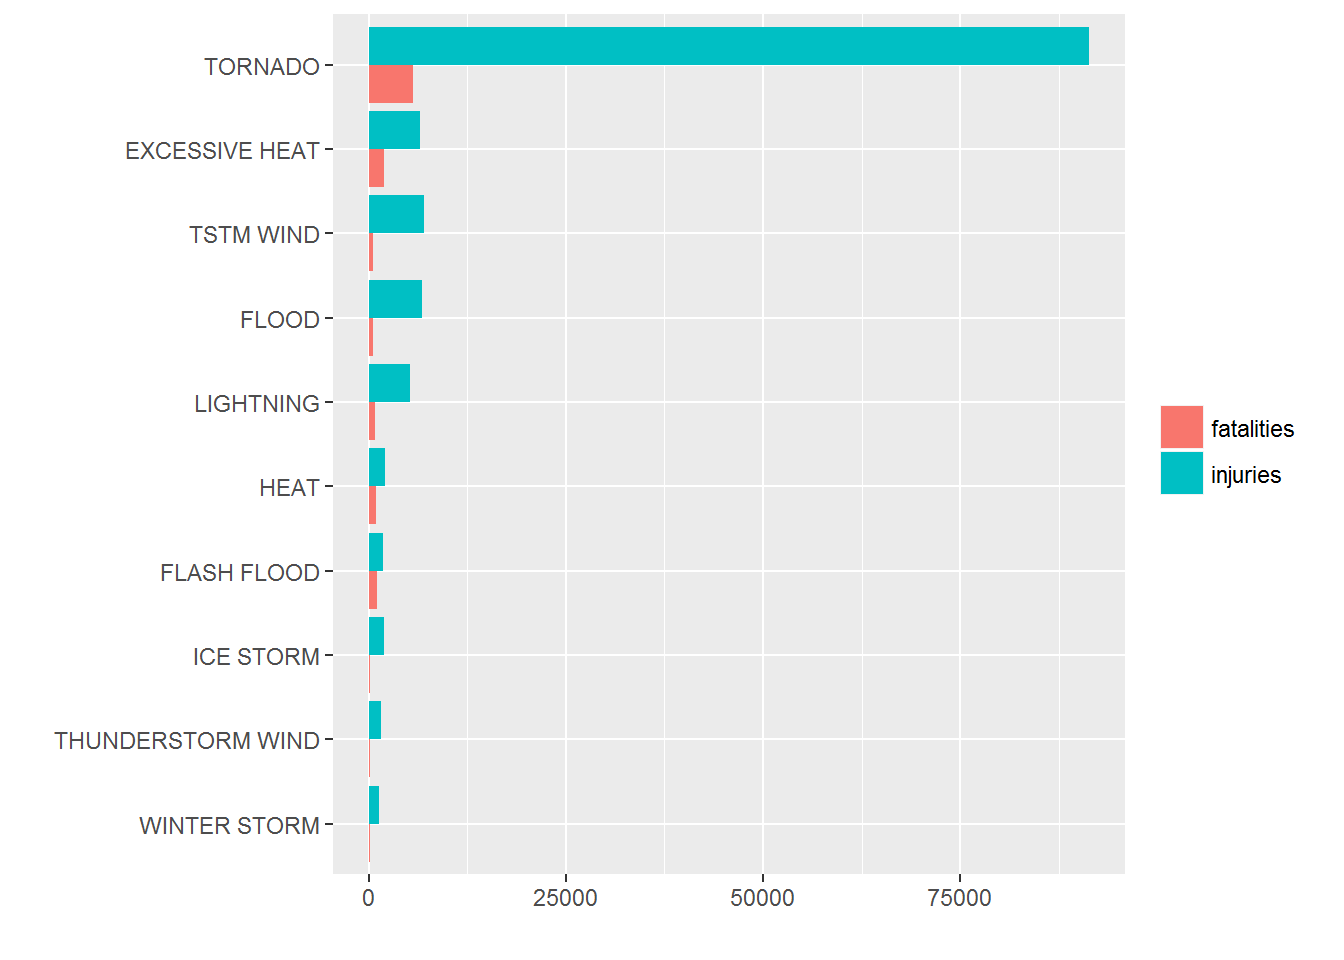 TORNADO
EXCESSIVE HEAT
TSTM WIND
FLOOD
LIGHTNING
HEAT
FLASH FLOOD
ICE STORM
THUNDERSTORM WIND
WINTER STORM
0 25000 50000 75000
fatalities
injuries